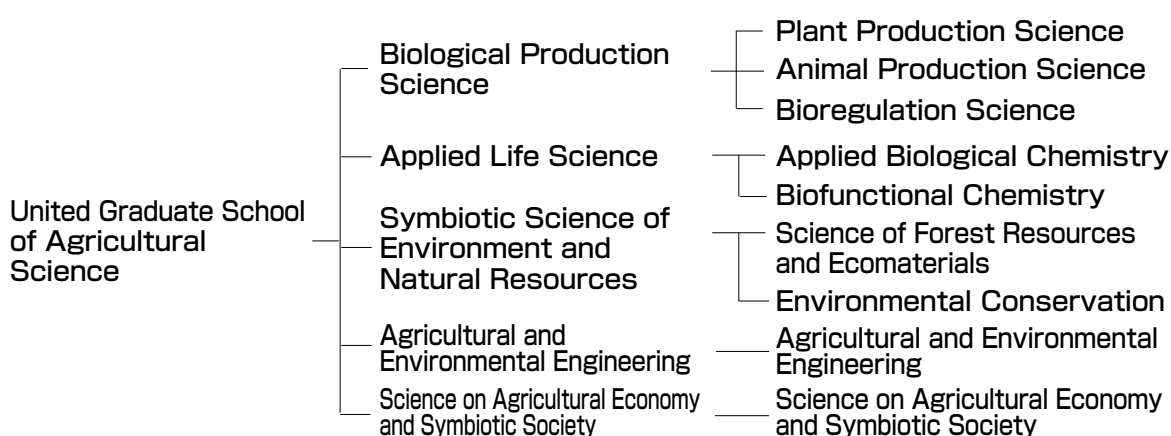 United Graduate School
of Agricultural
Science
Biological Production
Science
Plant Production Science
Animal Production Science
Bioregulation Science
Applied Life Science
Applied Biological Chemistry
Biofunctional Chemistry
Symbiotic Science of
Environment and
Natural Resources
Science of Forest Resources
and Ecomaterials
Environmental Conservation
Agricultural and
Environmental Engineering
Agricultural and Environmental
Engineering
Science on Agricultural Economy
and Symbiotic Society
Science on Agricultural Economy
and Symbiotic Society